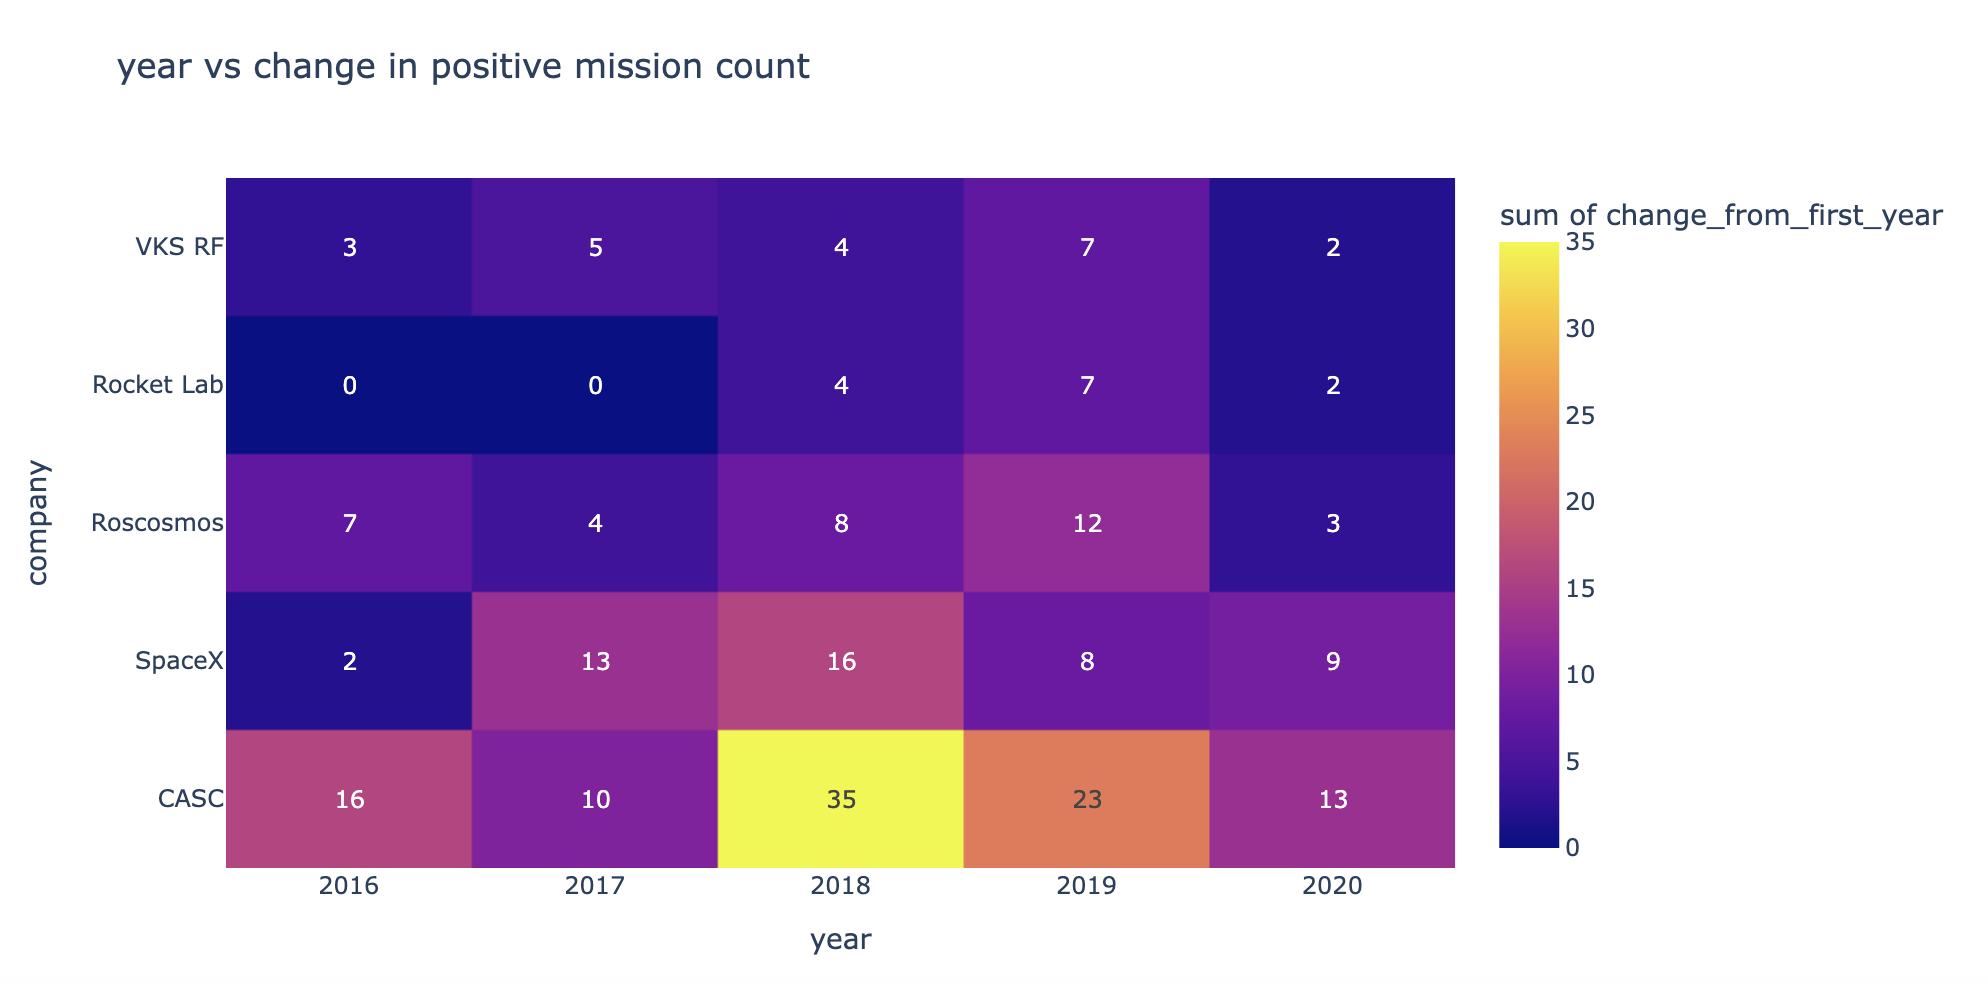 year vs change in positive mission count
sum of change_from_first_year
35
30
25
20
15
10
5
0
company
VKS RF 3 5 4 7 2
Rocket Lab 0 0 4 7 2
Roscosmos 7 4 8 12 3
SpaceX 2 13 16 8 9
CASC 16 10 35 23 13
2016 2017 2018 2019 2020
year